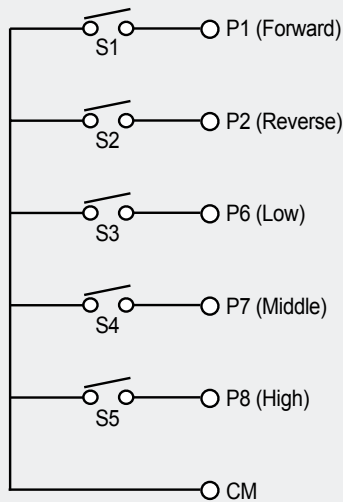 S1 P1 (Forward)
S2 P2 (Reverse)
S3 P6 (Low)
S4 P7 (Middle)
S5 P8 (High)
CM